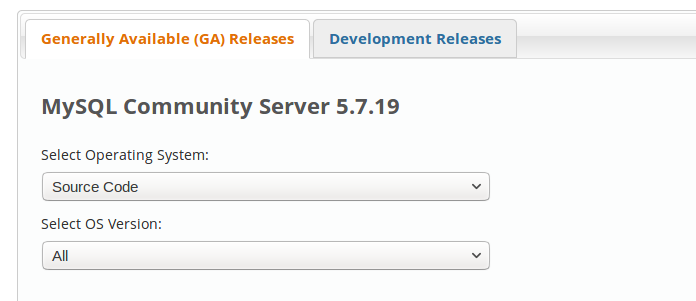 Generally Available (GA) Releases
Development Releases
MySQL Community Server 5.7.19
Select Operating System:
Source Code
Select OS Version:
All